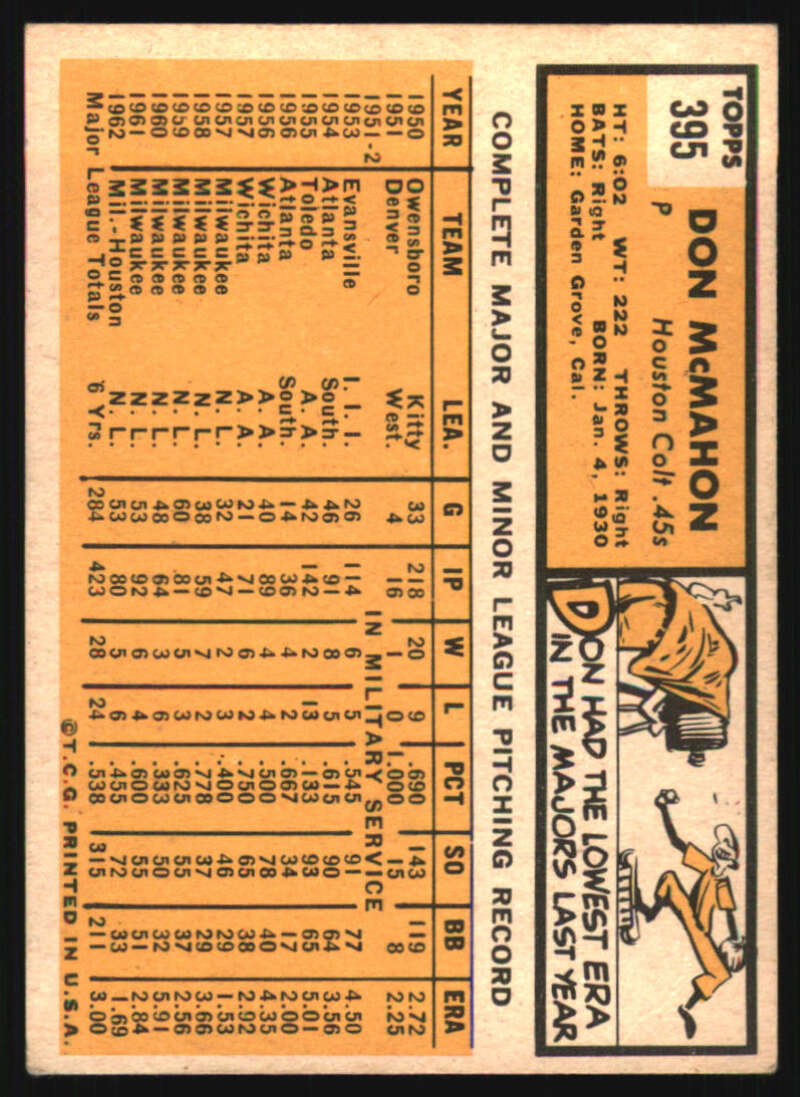 TOPPS
395
DON McMAHON
P
Houston Colt .45s
HT: 6:02 WT: 222 THROWS: Right
BATS: Right BORN: Jan. 4, 1930
HOME: Garden Grove, Cal.
DON HAD THE LOWEST ERA
IN THE MAJORS LAST YEAR
COMPLETE MAJOR AND MINOR LEAGUE PITCHING RECORD
YEAR TEAM LEA. G IP W L PCT SO BB ERA
1950 Owensboro Kitty 33 218 20 9 .690 143 119 2.72
1951 Denver West. 4 16 1 0 1.000 15 8 2.25
1951-2 IN MILITARY SERVICE
1953 Evansville I. I. I. 26 114 6 5 .545 91 77 4.50
1954 Atlanta South. 46 91 8 5 .615 90 64 3.56
1955 Toledo A. A. 42 142 2 13 .133 93 65 5.01
1956 Atlanta South. 14 36 4 2 .667 34 17 2.00
1956 Wichita A. A. 40 89 4 4 .500 78 40 4.35
1957 Wichita A. A. 21 71 6 2 .750 65 38 2.92
1957 Milwaukee N. L. 32 47 2 3 .400 46 29 1.53
1958 Milwaukee N. L. 38 59 7 2 .778 37 29 3.66
1959 Milwaukee N. L. 60 81 5 3 .625 55 37 2.56
1960 Milwaukee N. L. 48 64 3 6 .333 50 32 5.91
1961 Milwaukee N. L. 53 92 6 4 .600 55 51 2.84
1962 Mil.-Houston N. L. 53 80 5 6 .455 72 33 1.69
Major League Totals 6 Yrs. 284 423 28 24 .538 315 211 3.00
©T.C.G. PRINTED IN U.S.A.